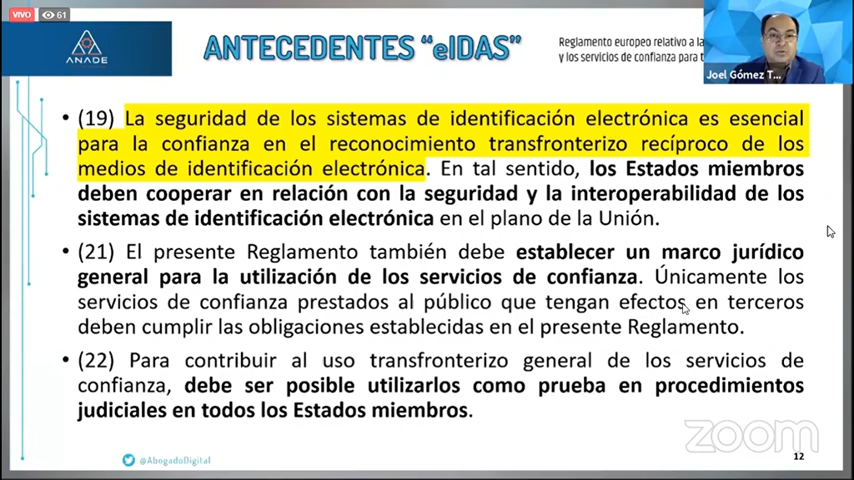 VIVO 61
ANADE
ANTECEDENTES “eIDAS”
Reglamento europeo relativo a la
y los servicios de confianza para
Joel Gómez T...
• (19) La seguridad de los sistemas de identificación electrónica es esencial
para la confianza en el reconocimiento transfronterizo recíproco de los
medios de identificación electrónica. En tal sentido, los Estados miembros
deben cooperar en relación con la seguridad y la interoperabilidad de los
sistemas de identificación electrónica en el plano de la Unión.
• (21) El presente Reglamento también debe establecer un marco jurídico
general para la utilización de los servicios de confianza. Únicamente los
servicios de confianza prestados al público que tengan efectos en terceros
deben cumplir las obligaciones establecidas en el presente Reglamento.
• (22) Para contribuir al uso transfronterizo general de los servicios de
confianza, debe ser posible utilizarlos como prueba en procedimientos
judiciales en todos los Estados miembros.
zoom
@AbogadoDigital
12